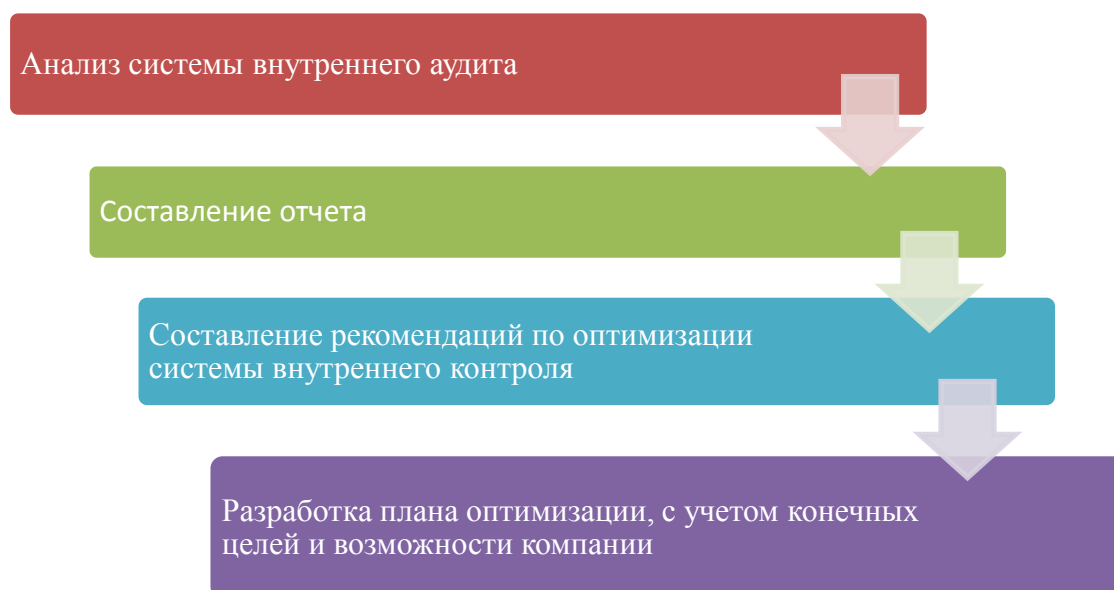 Анализ системы внутреннего аудита
Составление отчета
Составление рекомендаций по оптимизации
системы внутреннего контроля
Разработка плана оптимизации, с учетом конечных
целей и возможности компании